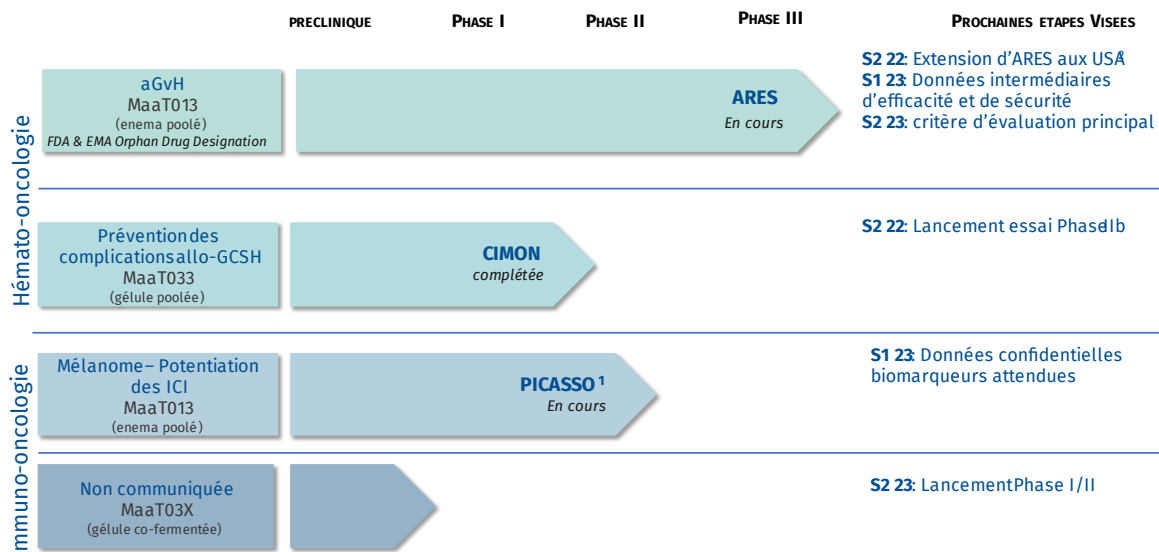 PRECLINIQUE PHASE I PHASE II PHASE III PROCHAINES ETAPES VISEES
Hémato-oncologie
aGvH
MaaT013
(enema poolé)
FDA & EMA Orphan Drug Designation
ARES
En cours
S2 22: Extension d'ARES aux USA²
S1 23: Données intermédiaires
d'efficacité et de sécurité
S2 23: critère d'évaluation principal
Prévention des
complications allo-GCSH
MaaT033
(gélule poolée)
CIMON
complétée
S2 22: Lancement essai Phase IIb
mmuno-oncologie
Mélanome – Potentiation
des ICI
MaaT013
(enema poolé)
PICASSO 1
En cours
S1 23: Données confidentielles
biomarqueurs attendues
Non communiquée
MaaT03X
(gélule co-fermentée)
S2 23: Lancement Phase I/II